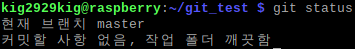 kig2929kig@raspberry:~/git_test $ git status
현재 브랜치 master
커밋할 사항 없음, 작업 폴더 깨끗함